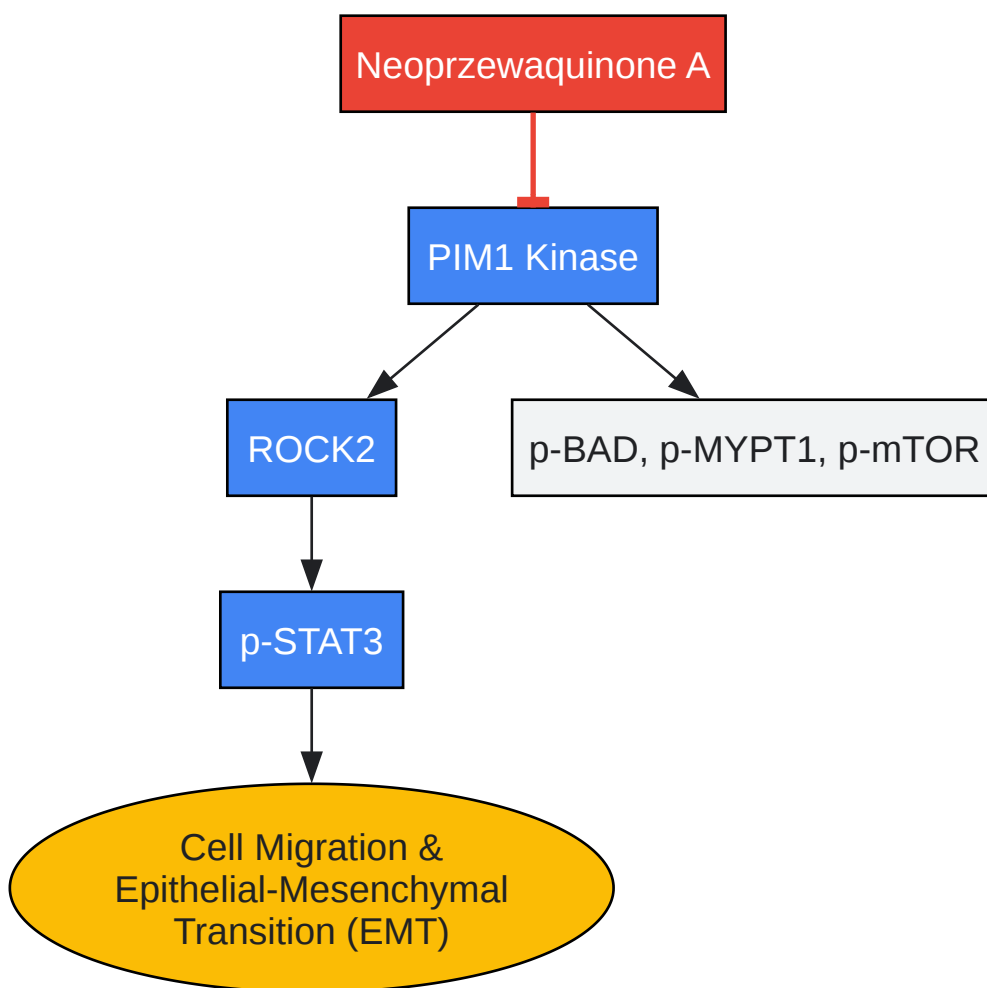 Neoprzewaquinone A
PIM1 Kinase
ROCK2
p-BAD, p-MYPT1, p-mTOR
p-STAT3
Cell Migration &
Epithelial-Mesenchymal
Transition (EMT)